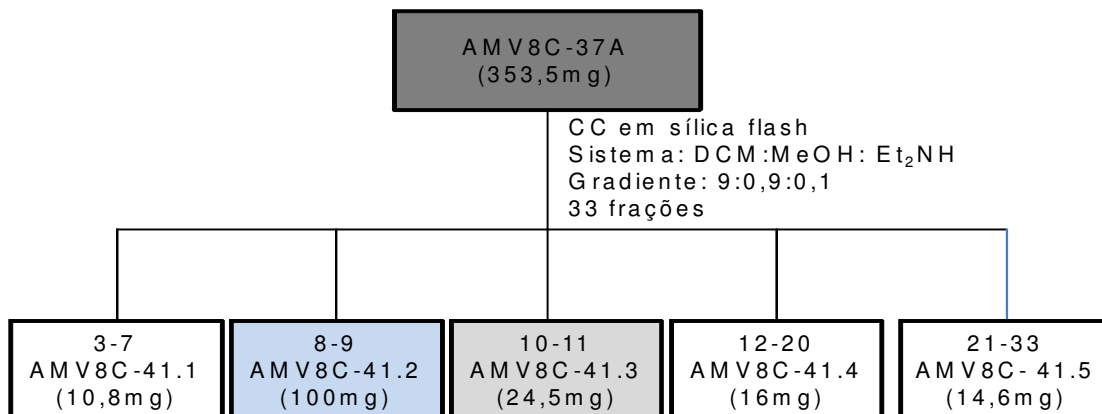 AMV8C-37A
(353,5mg)
CC em sílica flash
Sistema: DCM:MeOH: Et₂NH
Gradiente: 9:0,9:0,1
33 frações
3-7
AMV8C-41.1
(10,8mg)
8-9
AMV8C-41.2
(100mg)
10-11
AMV8C-41.3
(24,5mg)
12-20
AMV8C-41.4
(16mg)
21-33
AMV8C- 41.5
(14,6mg)